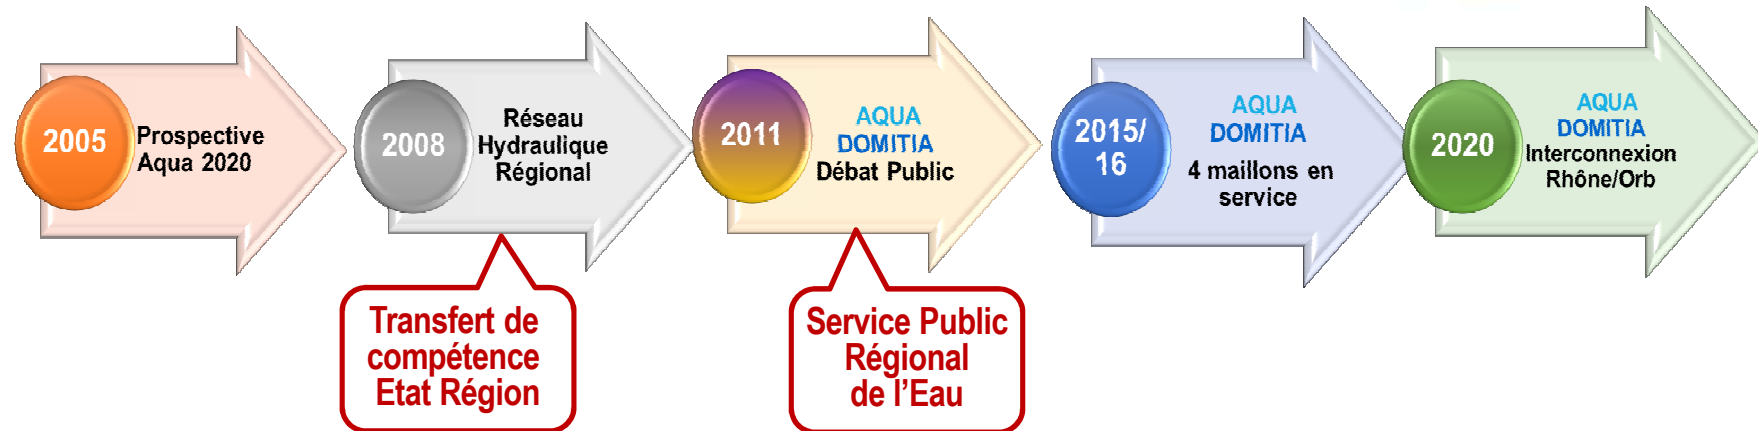 2005
Prospective
Aqua 2020
2008
Réseau
Hydraulique
Régional
2011
AQUA
DOMITIA
Débat Public
2015/
16
AQUA
DOMITIA
4 maillons en
service
2020
AQUA
DOMITIA
Interconnexion
Rhône/Orb
Transfert de
compétence
Etat Région
Service Public
Régional
de l’Eau